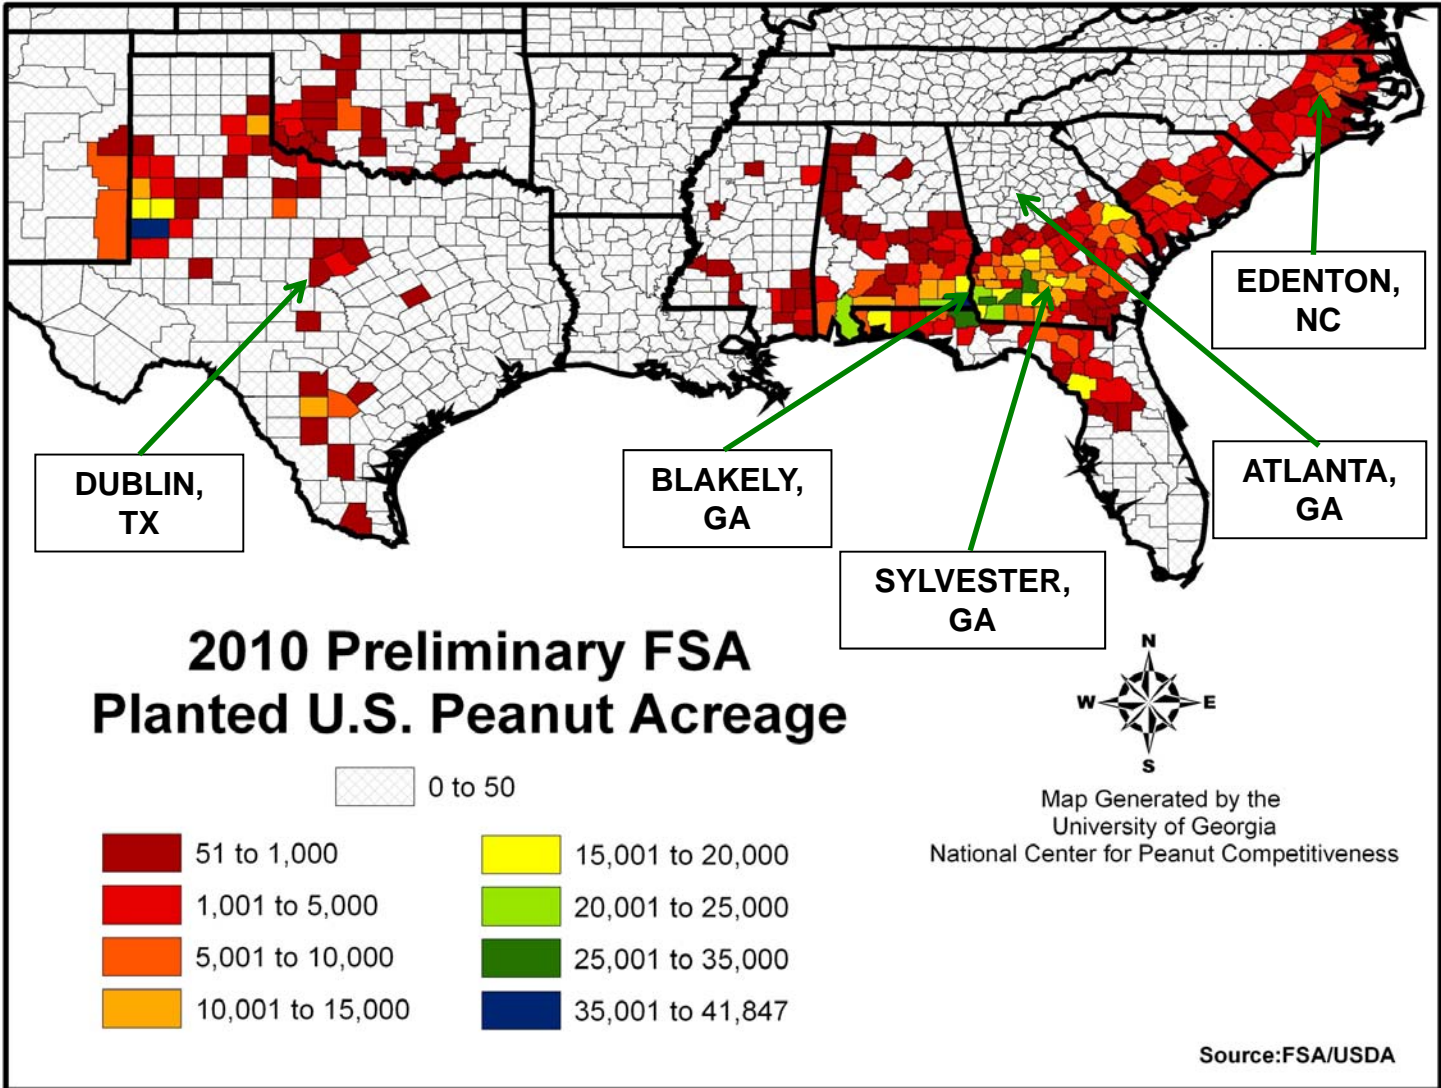 EDENTON,
NC
DUBLIN,
TX
BLAKELY,
GA
ATLANTA,
GA
SYLVESTER,
GA
2010 Preliminary FSA
Planted U.S. Peanut Acreage
0 to 50
51 to 1,000
1,001 to 5,000
5,001 to 10,000
10,001 to 15,000
15,001 to 20,000
20,001 to 25,000
25,001 to 35,000
35,001 to 41,847
N
W
E
S
Map Generated by the
University of Georgia
National Center for Peanut Competitiveness
Source:FSA/USDA